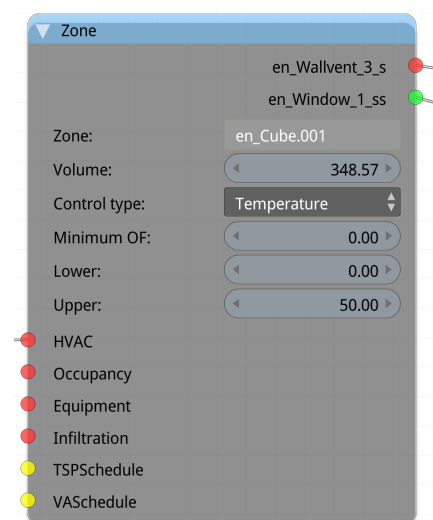 Zone
en_Wallvent_3_s
en_Window_1_ss
Zone: en_Cube.001
Volume: 348.57
Control type: Temperature
Minimum OF: 0.00
Lower: 0.00
Upper: 50.00
HVAC
Occupancy
Equipment
Infiltration
TSPSchedule
VASchedule